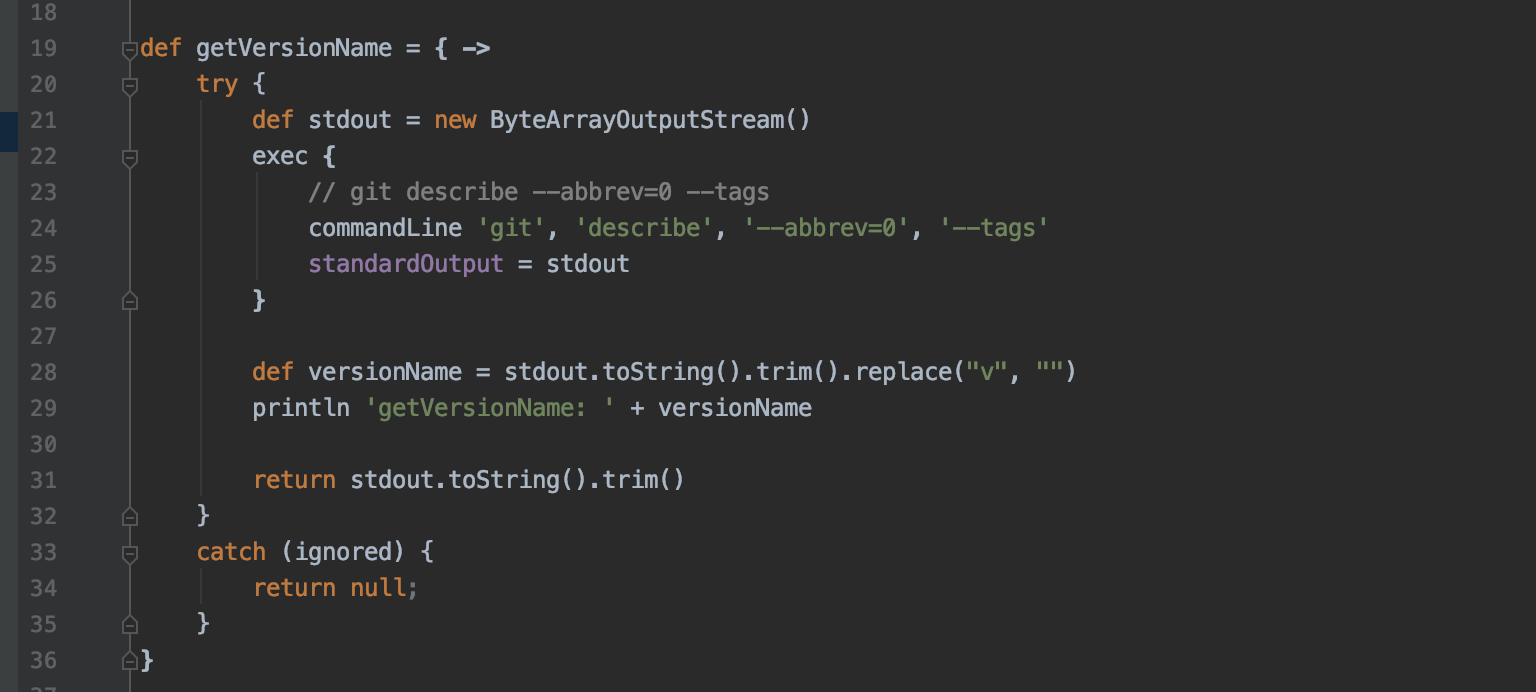 18
19 def getVersionName = { ->
20     try {
21         def stdout = new ByteArrayOutputStream()
22         exec {
23             // git describe --abbrev=0 --tags
24             commandLine 'git', 'describe', '--abbrev=0', '--tags'
25             standardOutput = stdout
26         }
27
28         def versionName = stdout.toString().trim().replace("v", "")
29         println 'getVersionName: ' + versionName
30
31         return stdout.toString().trim()
32     }
33     catch (ignored) {
34         return null;
35     }
36 }
37